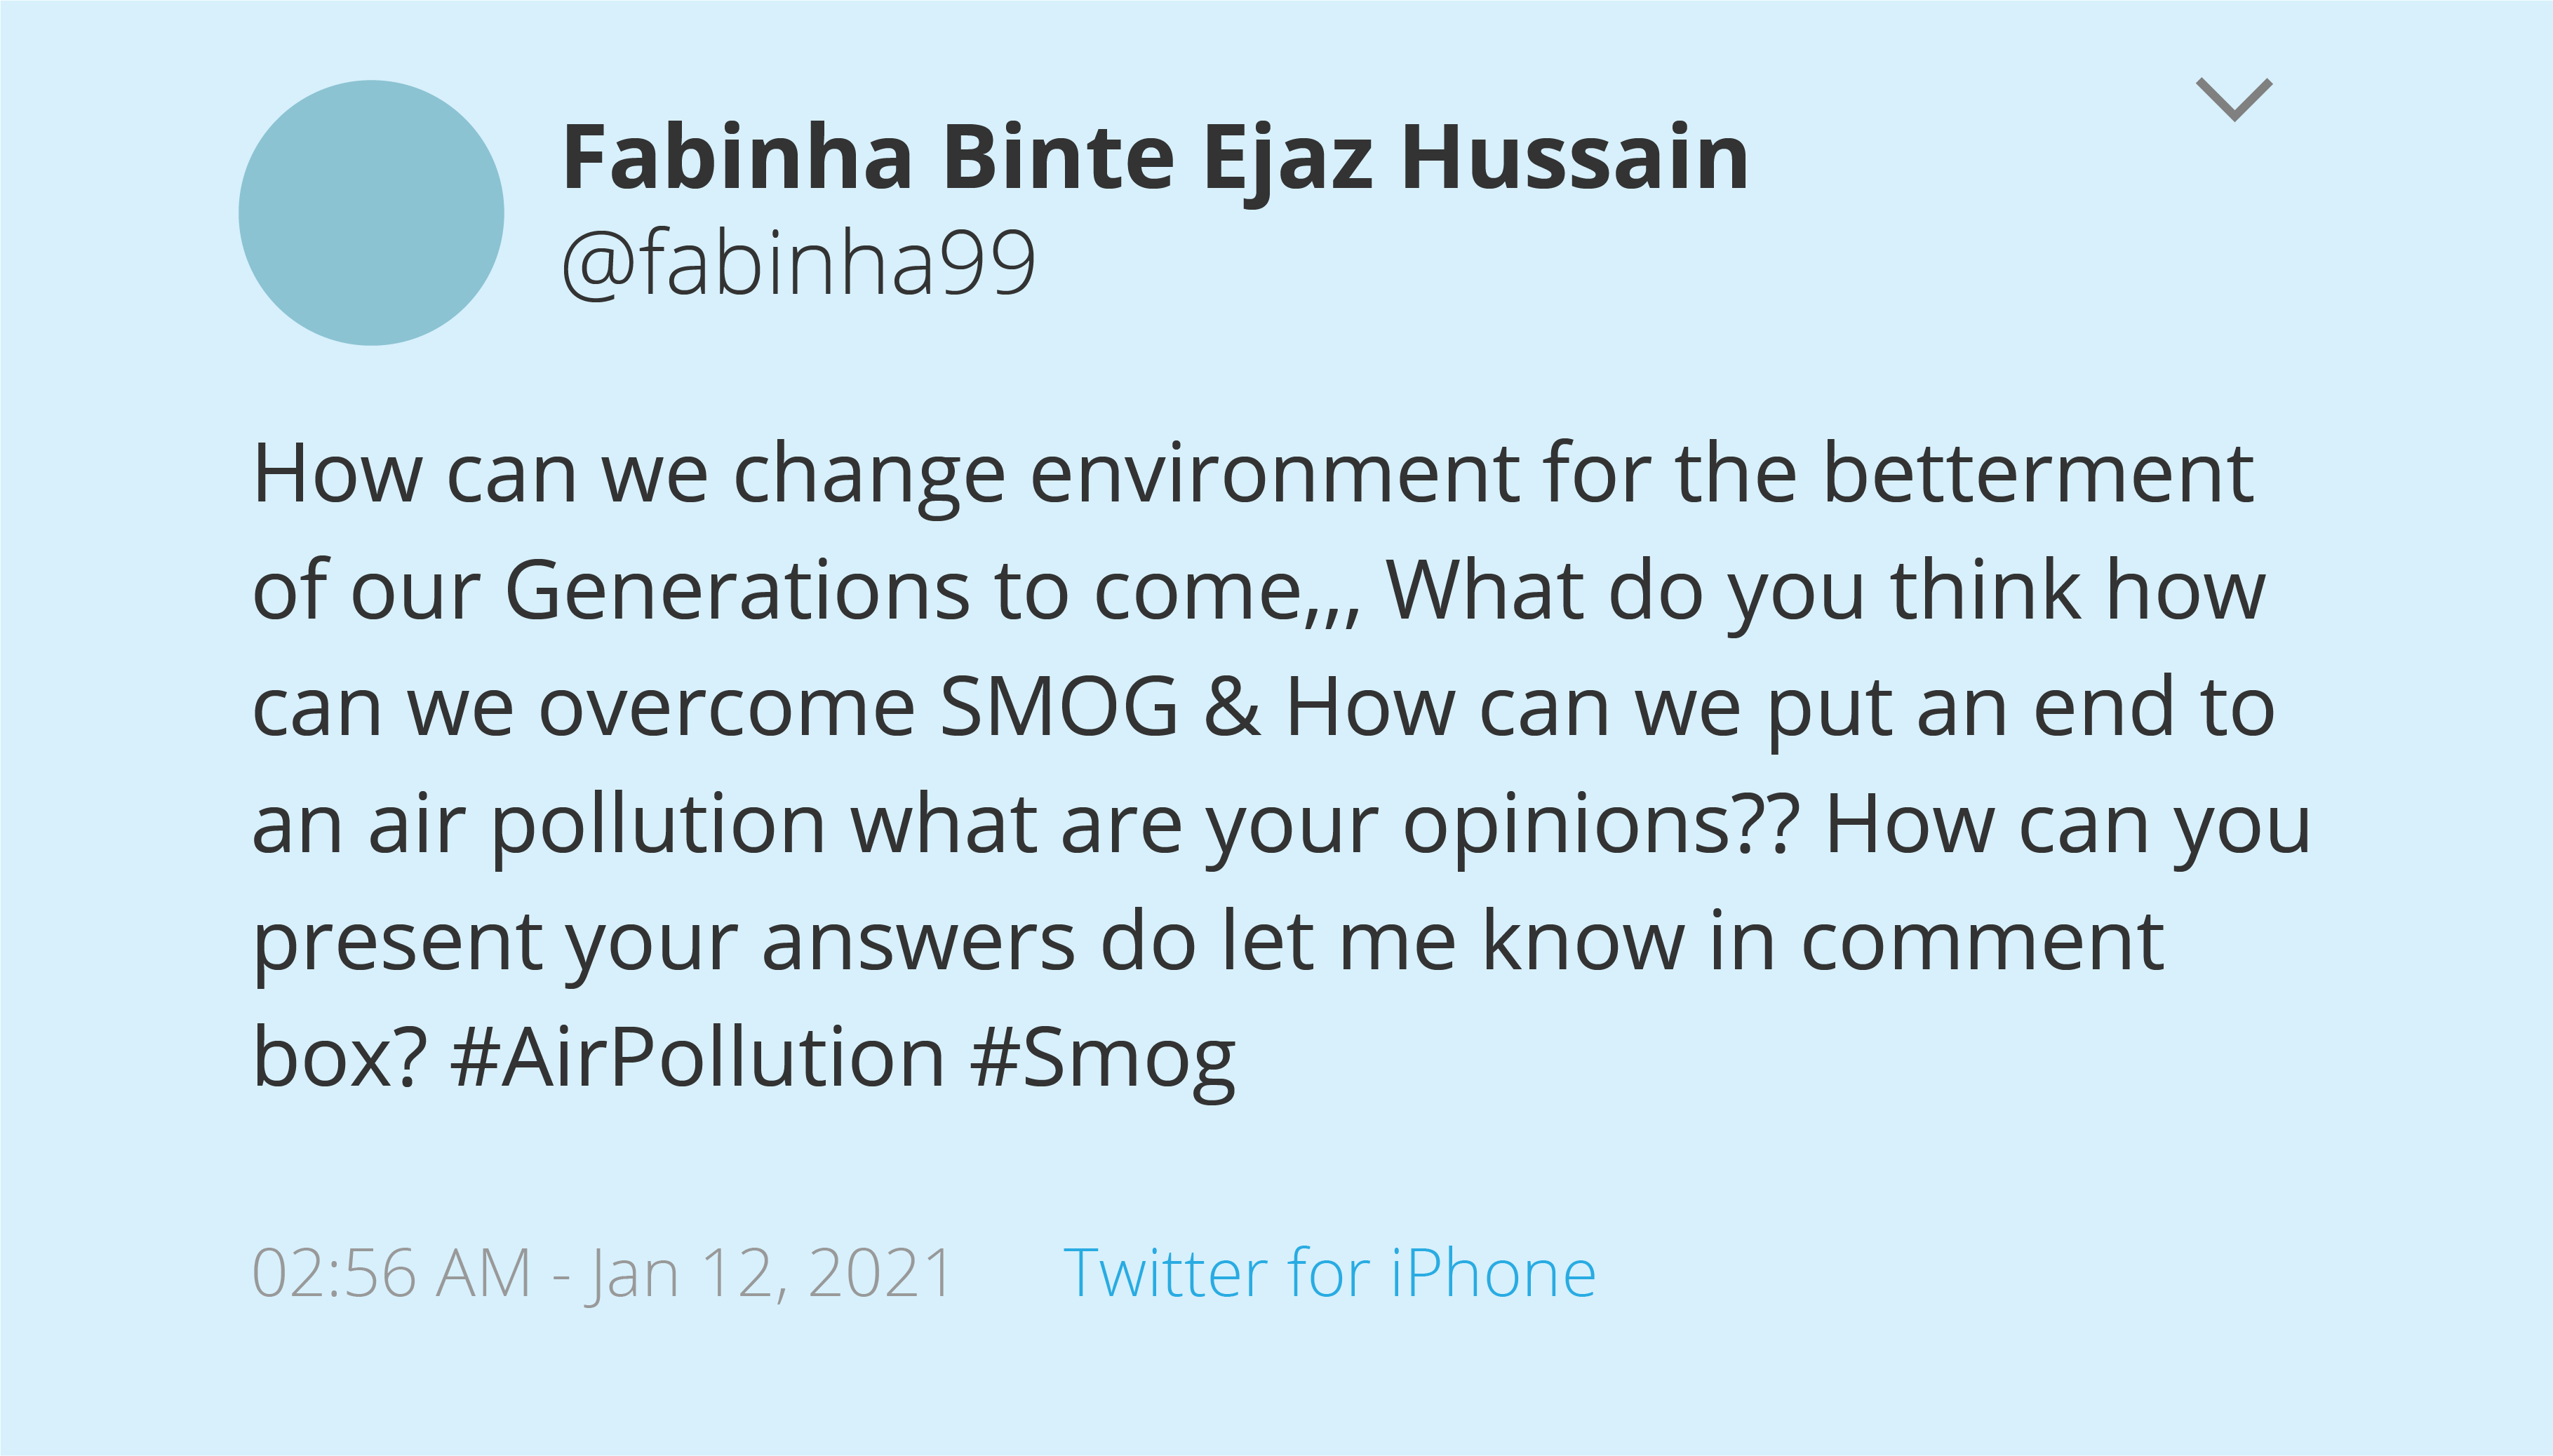 Fabinha Binte Ejaz Hussain
@fabinha99
How can we change environment for the betterment
of our Generations to come,,, What do you think how
can we overcome SMOG & How can we put an end to
an air pollution what are your opinions?? How can you
present your answers do let me know in comment
box? #AirPollution #Smog
02:56 AM - Jan 12, 2021 Twitter for iPhone